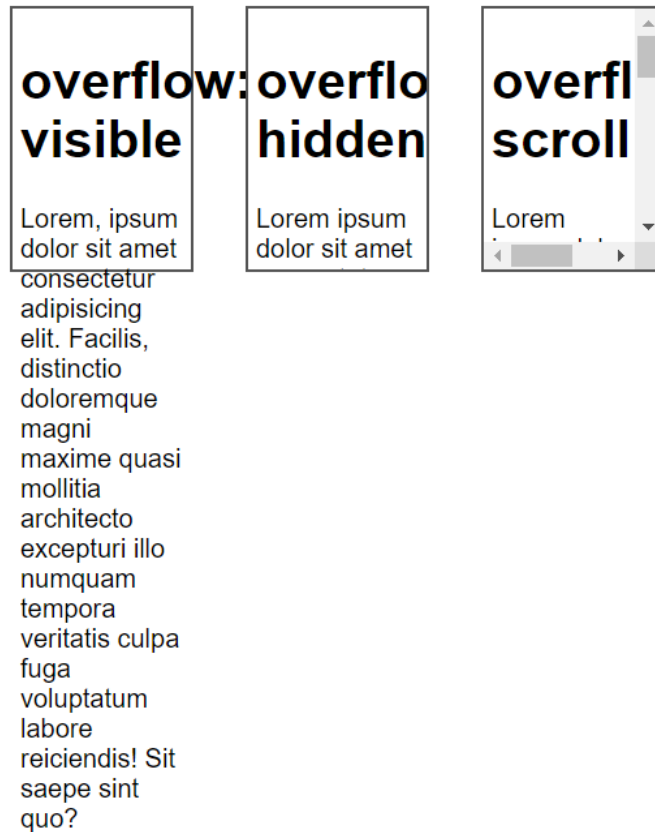 overflow:
visible
Lorem, ipsum
dolor sit amet
consectetur
adipisicing
elit. Facilis,
distinctio
doloremque
magni
maxime quasi
mollitia
architecto
excepturi illo
numquam
tempora
veritatis culpa
fuga
voluptatum
labore
reiciendis! Sit
saepe sint
quo?
overflo
hidden
Lorem ipsum
dolor sit amet
overfl
scroll
Lorem